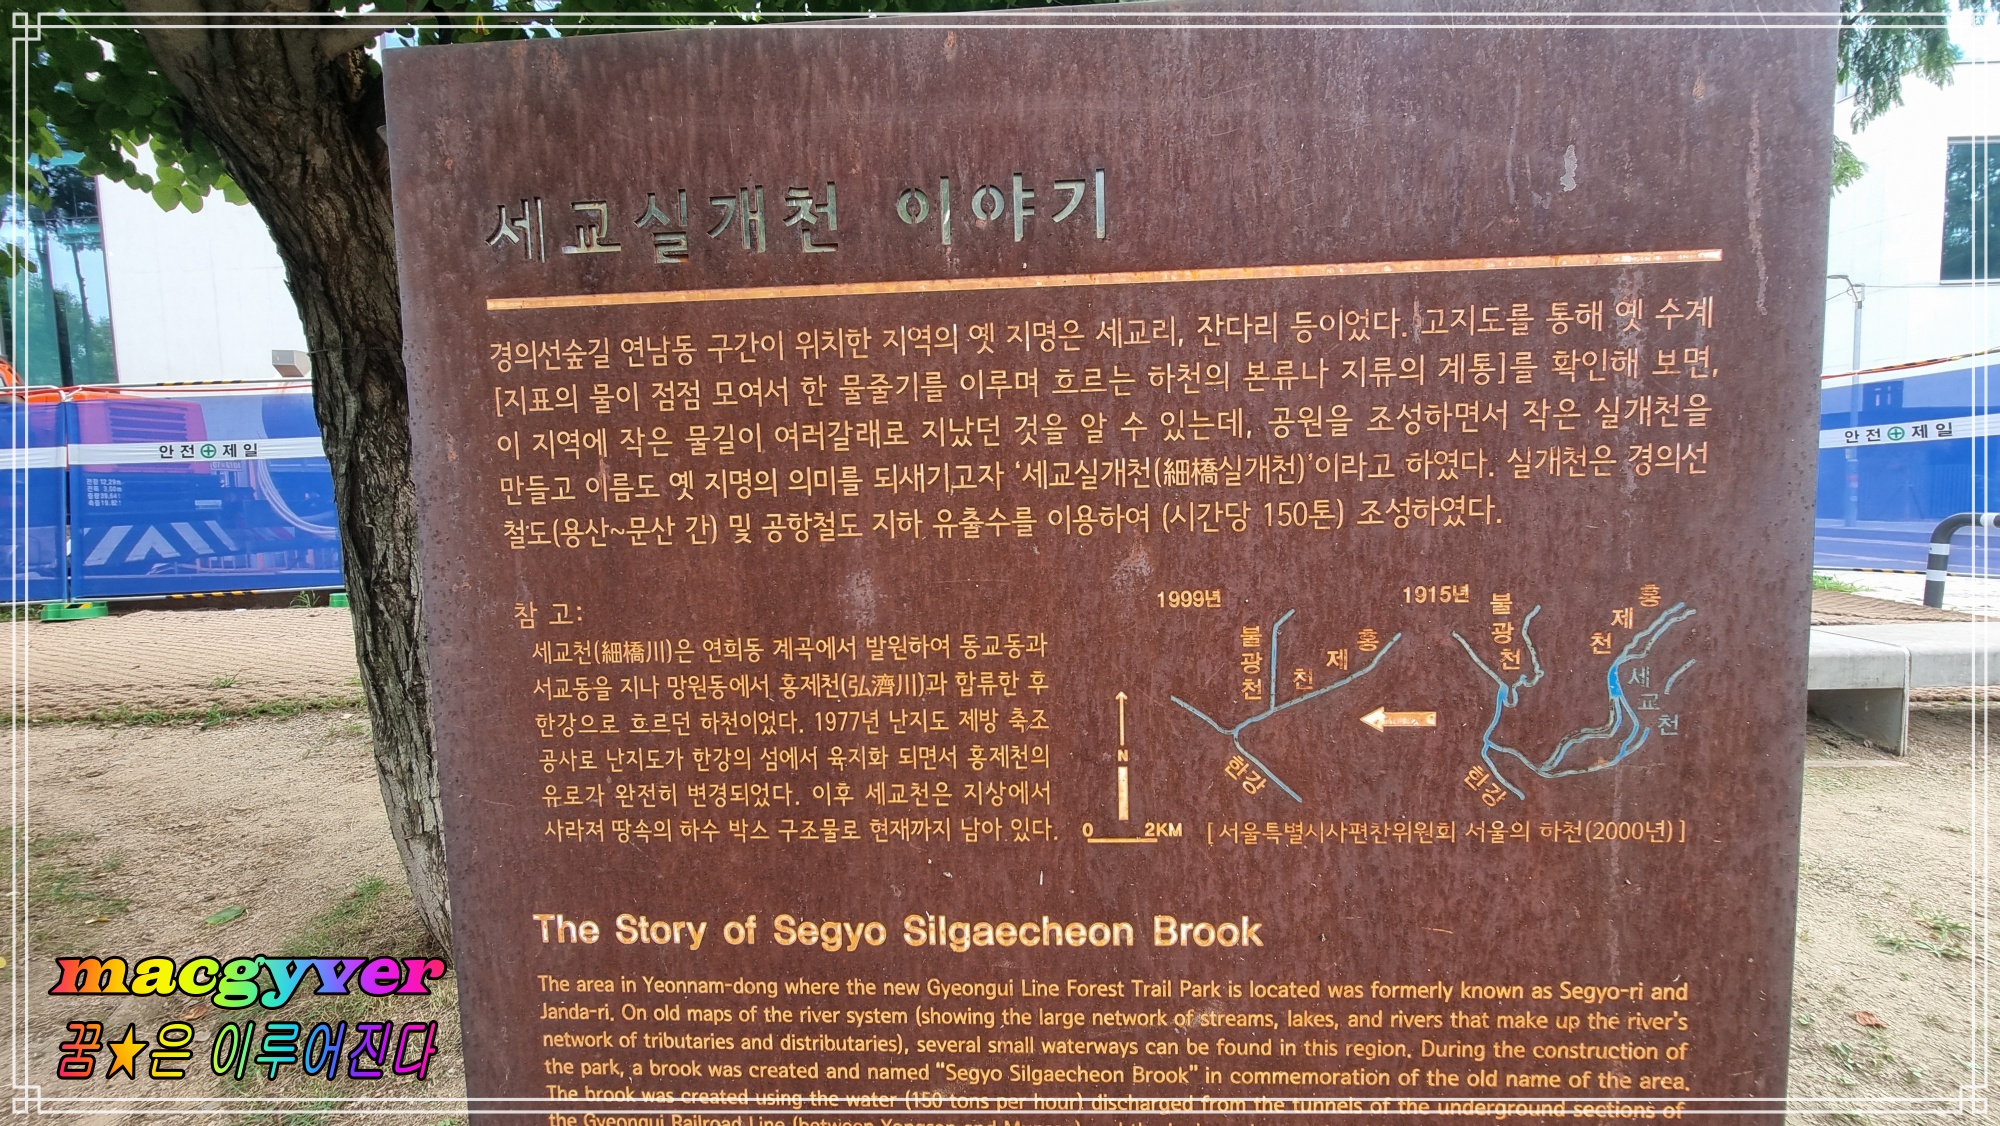 세교실개천 이야기
경의선숲길 연남동 구간이 위치한 지역의 옛 지명은 세교리, 잔다리 등이었다. 고지도를 통해 옛 수계
[지표의 물이 점점 모여서 한 물줄기를 이루며 흐르는 하천의 본류나 지류의 계통]를 확인해 보면,
이 지역에 작은 물길이 여러갈래로 지났던 것을 알 수 있는데, 공원을 조성하면서 작은 실개천을
만들고 이름도 옛 지명의 의미를 되새기고자 ‘세교실개천(細橋실개천)’이라고 하였다. 실개천은 경의선
철도(용산~문산 간) 및 공항철도 지하 유출수를 이용하여 (시간당 150톤) 조성하였다.
참 고:
세교천(細橋川)은 연희동 계곡에서 발원하여 동교동과
서교동을 지나 망원동에서 홍제천(弘濟川)과 합류한 후
한강으로 흐르던 하천이었다. 1977년 난지도 제방 축조
공사로 난지도가 한강의 섬에서 육지화 되면서 홍제천의
유로가 완전히 변경되었다. 이후 세교천은 지상에서
사라져 땅속의 하수 박스 구조물로 현재까지 남아 있다.
1999년
불광천
홍제천
한강
1915년
불광천
홍제천
세교천
한강
N
0 2KM
[서울특별시사편찬위원회 서울의 하천(2000년)]
The Story of Segyo Silgaecheon Brook
The area in Yeonnam-dong where the new Gyeongui Line Forest Trail Park is located was formerly known as Segyo-ri and
Janda-ri. On old maps of the river system (showing the large network of streams, lakes, and rivers that make up the river's
network of tributaries and distributaries), several small waterways can be found in this region. During the construction of
the park, a brook was created and named "Segyo Silgaecheon Brook" in commemoration of the old name of the area.
The brook was created using the water (150 tons per hour) discharged from the tunnels of the underground sections of
the Gyeongui Railroad Line (between Yongsan and
안전 제일
안전 제일
macgyver
꿈★은 이루어진다